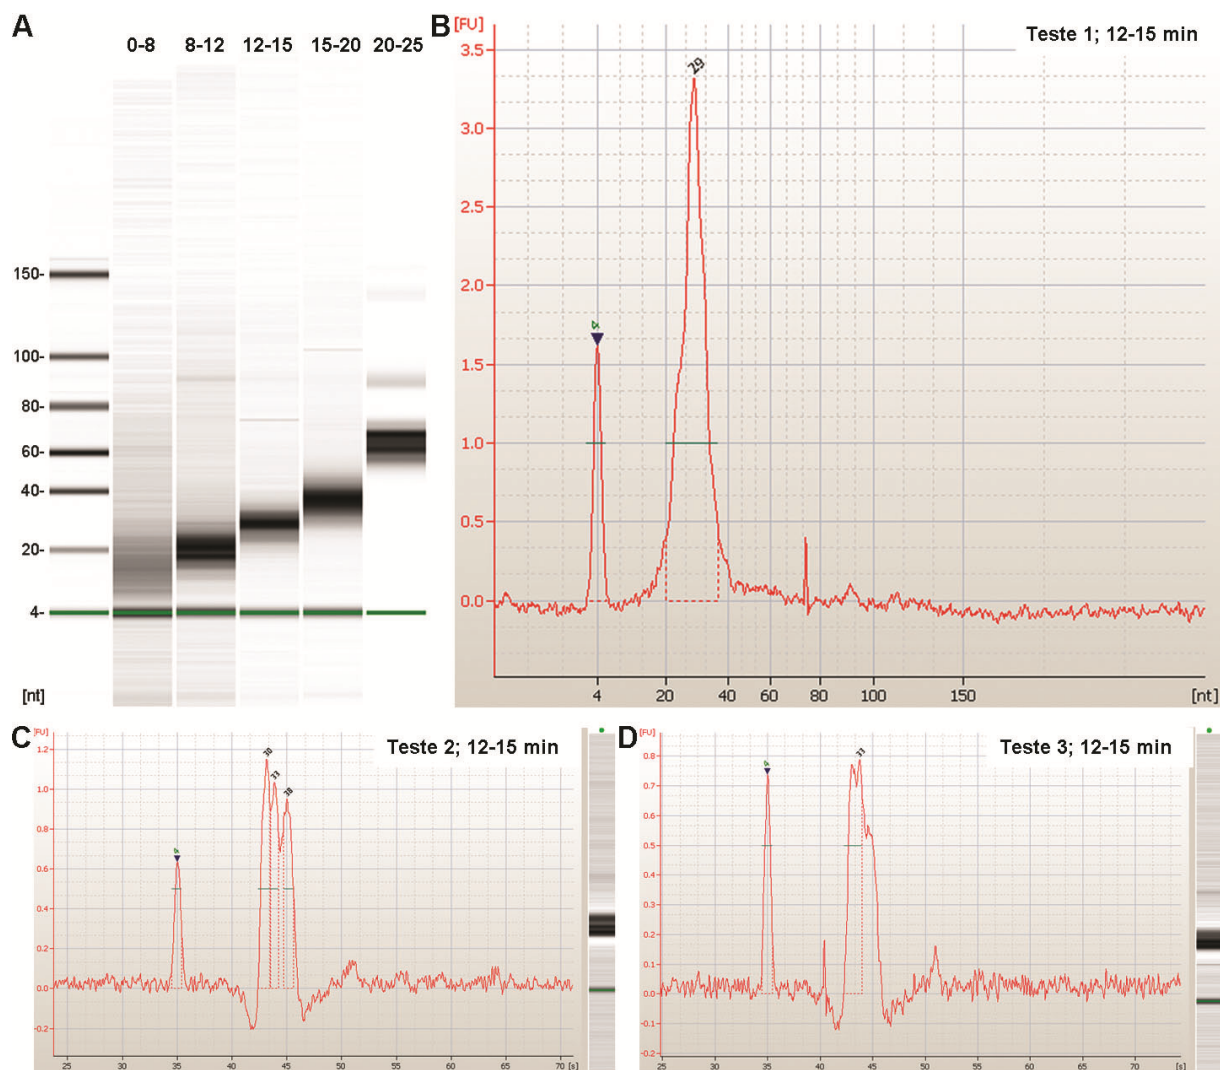 A
0-8 8-12 12-15 15-20 20-25
150-
100-
80-
60-
40-
20-
4-
[nt]
B
[FU]
Teste 1; 12-15 min
29
4
3.5
3.0
2.5
2.0
1.5
1.0
0.5
0.0
4 20 40 60 80 100 150 [nt]
C
[FU]
Teste 2; 12-15 min
30
33
38
4
1.2
1.0
0.8
0.6
0.4
0.2
0.0
-0.2
25 30 35 40 45 50 55 60 65 70 [s]
D
[FU]
Teste 3; 12-15 min
33
4
0.8
0.7
0.6
0.5
0.4
0.3
0.2
0.1
0.0
-0.1
-0.2
25 30 35 40 45 50 55 60 65 70 [s]